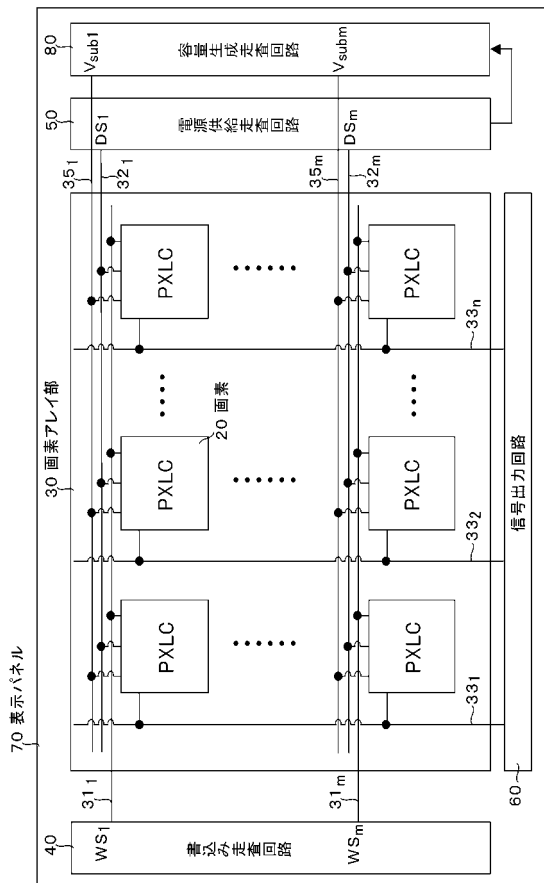 70 表示パネル
30 画素アレイ部
40
書込み走査回路
WS1
WSm
311
31m
PXLC
PXLC
20 画素
PXLC
PXLC
PXLC
PXLC
331
332
33n
351
321
35m
32m
50
DS1
電源供給走査回路
DSm
80
Vsub1
容量生成走査回路
Vsubm
60
信号出力回路